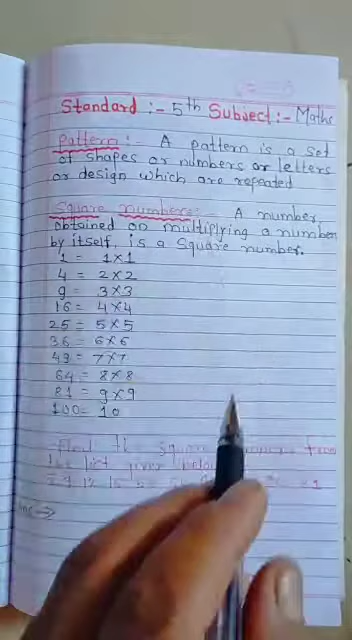 Standard :- 5th Subject :- Maths
Pattern :- A pattern is a set
of shapes or numbers or letters
or design which are repeated
Square numbers :- A number,
obtained on multiplying a number
by itself, is a square number.
1 = 1×1
4 = 2×2
9 = 3×3
16 = 4×4
25 = 5×5
36 = 6×6
49 = 7×7
64 = 8×8
81 = 9×9
100 = 10
Find square from
list given below